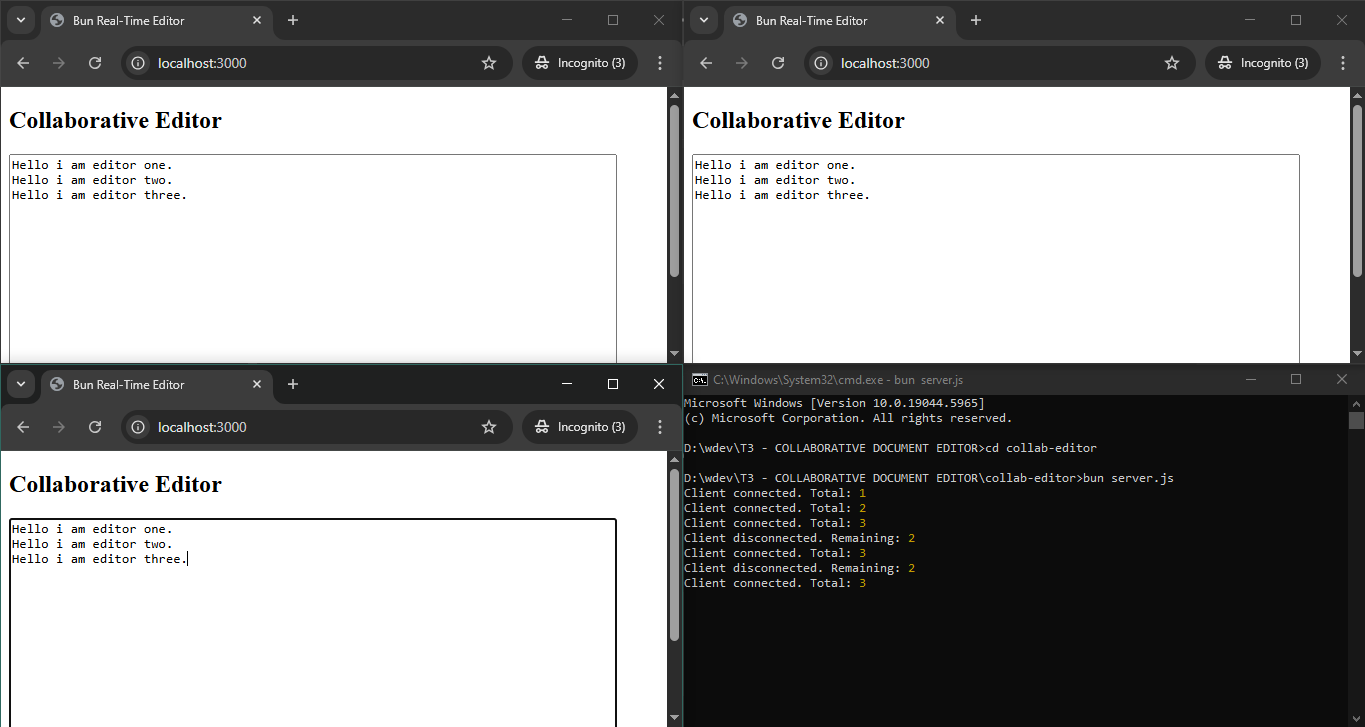 Bun Real-Time Editor
localhost:3000
Incognito (3)
Collaborative Editor
Hello i am editor one.
Hello i am editor two.
Hello i am editor three.
Bun Real-Time Editor
localhost:3000
Incognito (3)
Collaborative Editor
Hello i am editor one.
Hello i am editor two.
Hello i am editor three.
Bun Real-Time Editor
localhost:3000
Incognito (3)
Collaborative Editor
Hello i am editor one.
Hello i am editor two.
Hello i am editor three.
C:\Windows\System32\cmd.exe - bun  server.js
Microsoft Windows [Version 10.0.19044.5965]
(c) Microsoft Corporation. All rights reserved.
D:\wdev\T3 - COLLABORATIVE DOCUMENT EDITOR>cd collab-editor
D:\wdev\T3 - COLLABORATIVE DOCUMENT EDITOR\collab-editor>bun server.js
Client connected. Total: 1
Client connected. Total: 2
Client connected. Total: 3
Client disconnected. Remaining: 2
Client connected. Total: 3
Client disconnected. Remaining: 2
Client connected. Total: 3